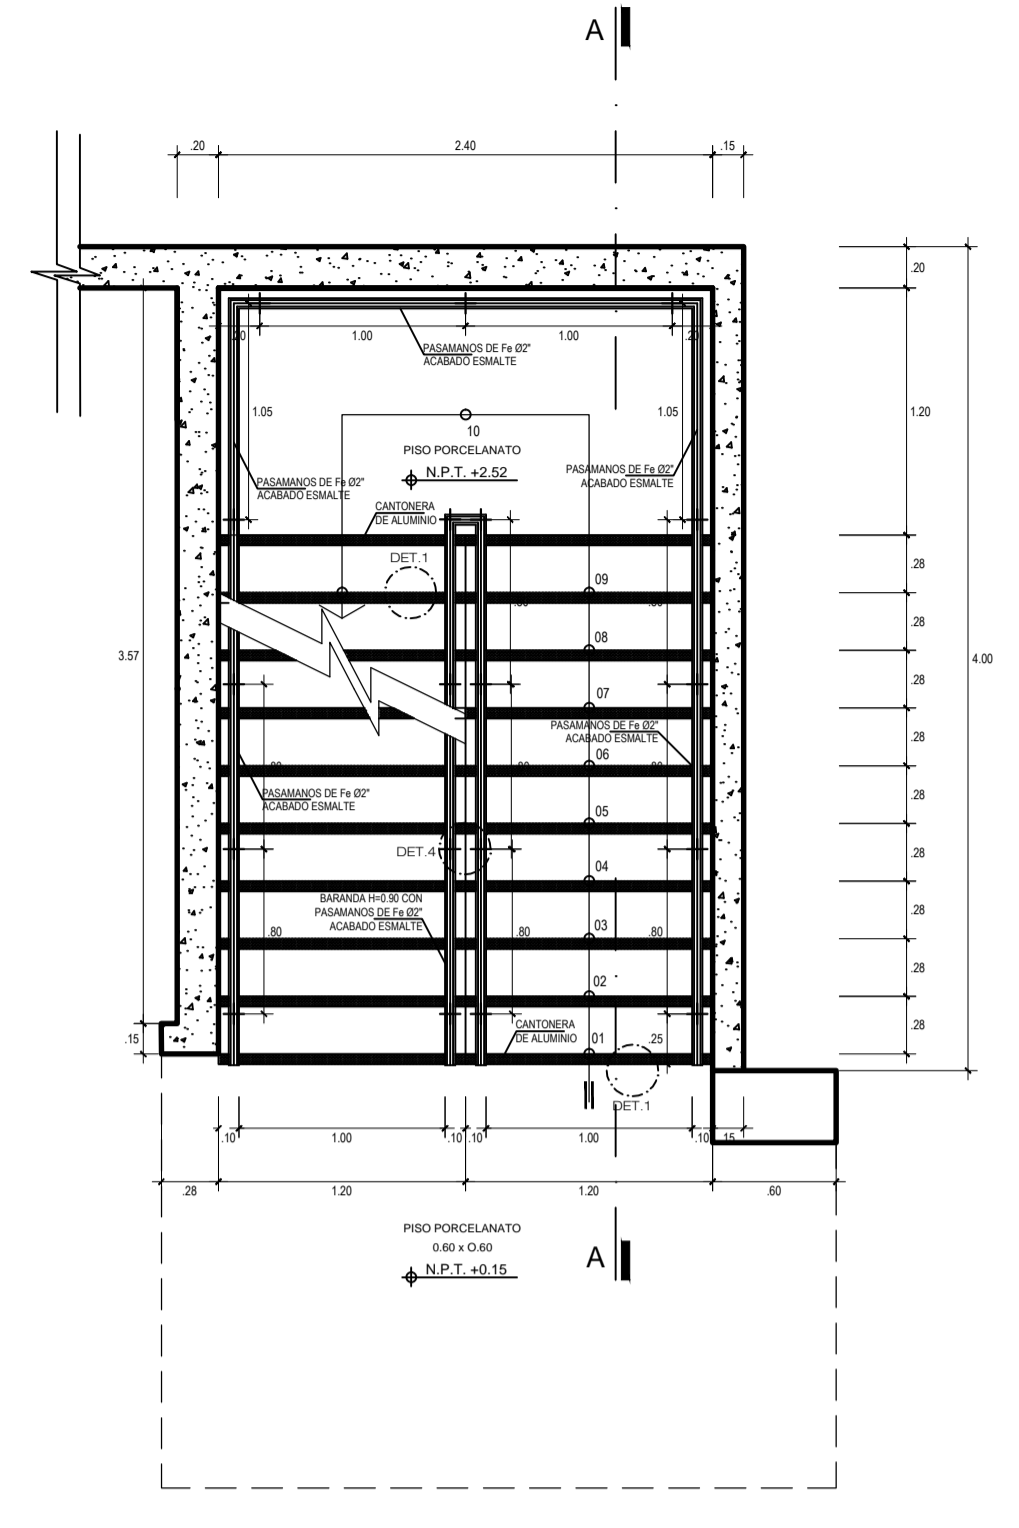 A
.20
2.40
.15
.20
1.00
1.00
.20
PASAMANOS DE Fe Ø2"
ACABADO ESMALTE
1.05
1.05
1.20
10
PISO PORCELANATO
N.P.T. +2.52
PASAMANOS DE Fe Ø2"
ACABADO ESMALTE
PASAMANOS DE Fe Ø2"
ACABADO ESMALTE
CANTONERA
DE ALUMINIO
DET.1
09
.28
08
.28
3.57
4.00
07
.28
PASAMANOS DE Fe Ø2"
ACABADO ESMALTE
06
.28
PASAMANOS DE Fe Ø2"
ACABADO ESMALTE
05
.28
DET.4
04
.28
BARANDA H=0.90 CON
PASAMANOS DE Fe Ø2"
ACABADO ESMALTE
03
.28
.80
.80
.80
02
.28
CANTONERA
DE ALUMINIO
01
.25
.28
.15
DET.1
.10
1.00
.10
.10
1.00
.10
.15
.28
1.20
1.20
.60
PISO PORCELANATO
0.60 x O.60
N.P.T. +0.15
A